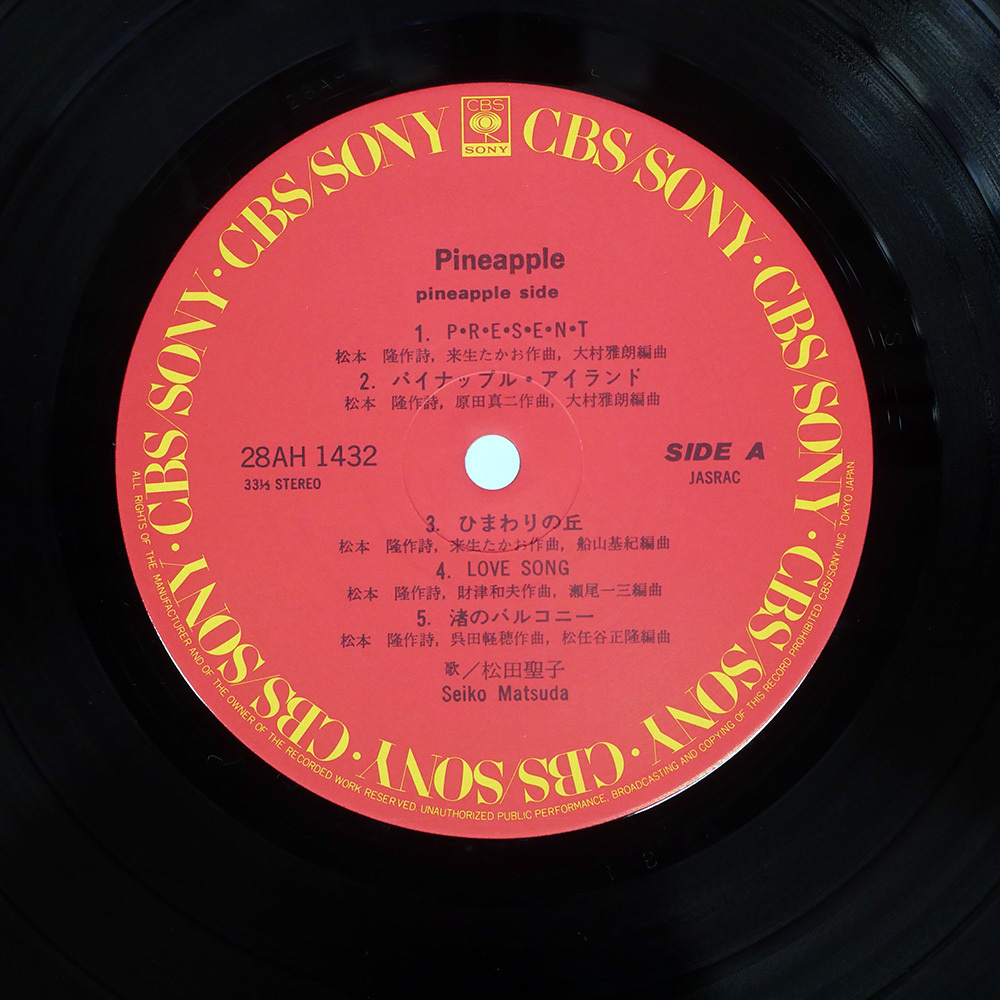 CBS
SONY
CBS/SONY · CBS/SONY · CBS/SONY · CBS/SONY · CBS/SONY · CBS/SONY · CBS/SONY · CBS/SONY · CBS/SONY · CBS/SONY
Pineapple
pineapple side
1. P•R•E•S•E•N•T
松本 隆作詩, 来生たかお作曲, 大村雅朗編曲
2. パイナップル・アイランド
松本 隆作詩, 原田真二作曲, 大村雅朗編曲
28AH 1432
33⅓ STEREO
SIDE A
JASRAC
3. ひまわりの丘
松本 隆作詩, 来生たかお作曲, 船山基紀編曲
4. LOVE SONG
松本 隆作詩, 財津和夫作曲, 瀬尾一三編曲
5. 渚のバルコニー
松本 隆作詩, 呉田軽穂作曲, 松任谷正隆編曲
歌／松田聖子
Seiko Matsuda
ALL RIGHTS OF THE MANUFACTURER AND OF THE OWNER OF THE RECORDED WORK RESERVED. UNAUTHORIZED PUBLIC PERFORMANCE, BROADCASTING AND COPYING OF THIS RECORD PROHIBITED CBS/SONY INC. TOKYO JAPAN